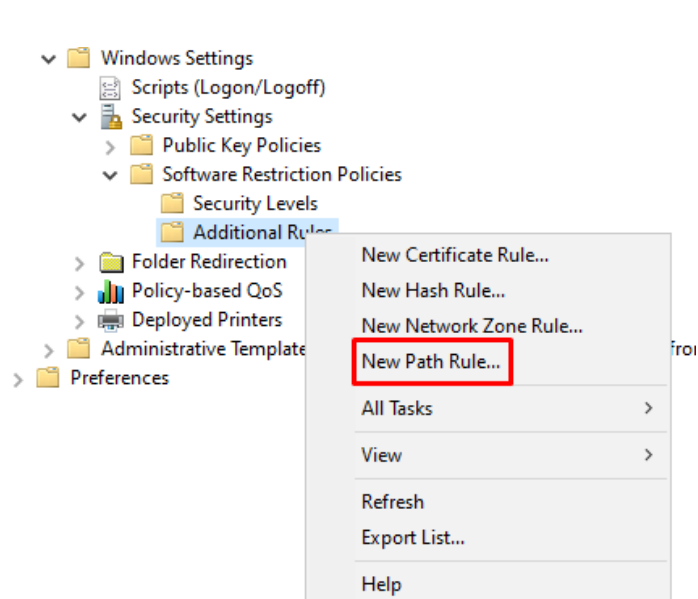 Windows Settings
Scripts (Logon/Logoff)
Security Settings
Public Key Policies
Software Restriction Policies
Security Levels
Additional Rules
Folder Redirection
Policy-based QoS
Deployed Printers
Administrative Template
Preferences
New Certificate Rule...
New Hash Rule...
New Network Zone Rule...
New Path Rule...
All Tasks
View
Refresh
Export List...
Help